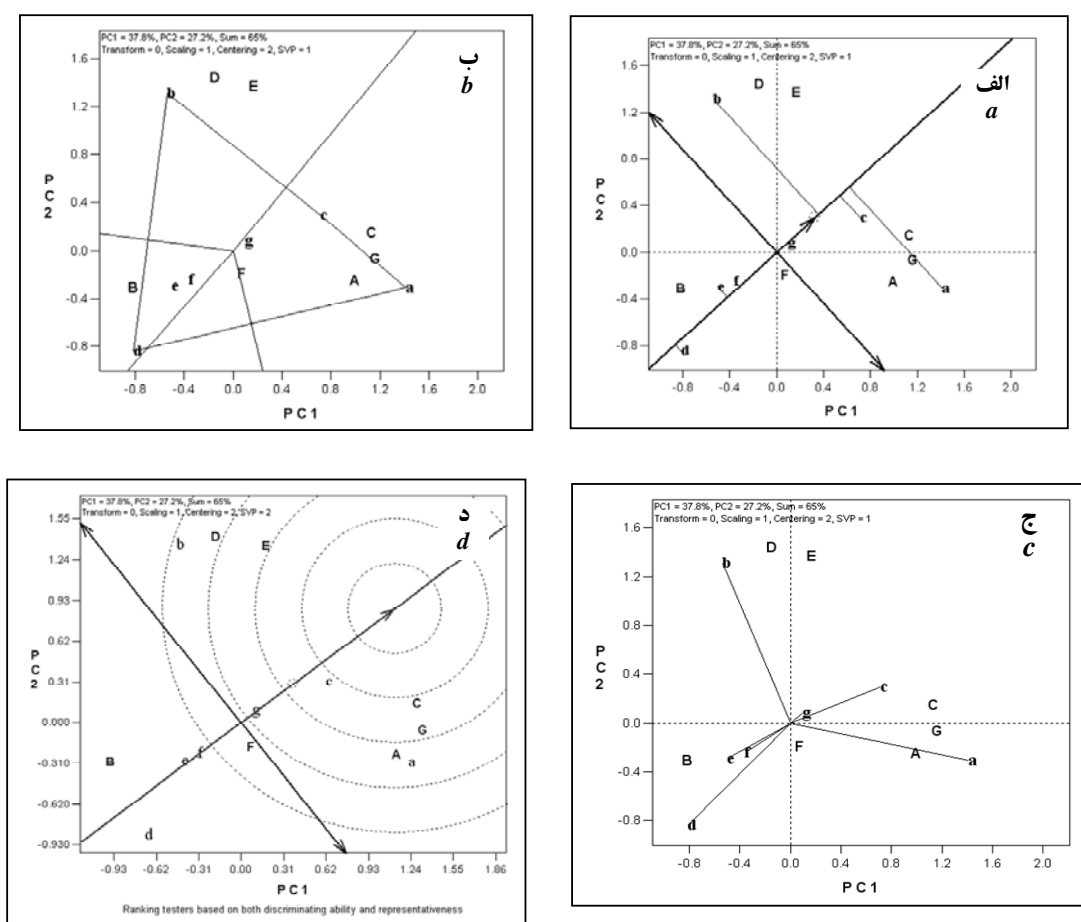 PC1 = 37.8%, PC2 = 27.2%, Sum = 65%
Transform = 0, Scaling = 1, Centering = 2, SVP = 1
الف
a
1.6
1.2
0.8
0.4
0.0
-0.4
-0.8
PC2
D
E
b
c
C
g
G
F
A
a
B
e
f
d
-0.8
-0.4
0.0
0.4
0.8
1.2
1.6
2.0
PC1
PC1 = 37.8%, PC2 = 27.2%, Sum = 65%
Transform = 0, Scaling = 1, Centering = 2, SVP = 1
ب
b
1.6
1.2
0.8
0.4
0.0
-0.4
-0.8
PC2
D
E
b
c
C
g
G
F
A
a
B
e
f
d
-0.8
-0.4
0.0
0.4
0.8
1.2
1.6
2.0
PC1
PC1 = 37.8%, PC2 = 27.2%, Sum = 65%
Transform = 0, Scaling = 1, Centering = 2, SVP = 1
ج
c
1.6
1.2
0.8
0.4
0.0
-0.4
-0.8
PC2
D
E
b
c
C
g
G
F
A
a
B
e
f
d
-0.8
-0.4
0.0
0.4
0.8
1.2
1.6
2.0
PC1
PC1 = 37.8%, PC2 = 27.2%, Sum = 65%
Transform = 0, Scaling = 1, Centering = 2, SVP = 2
د
d
1.55
1.24
0.93
0.62
0.31
0.000
-0.310
-0.620
-0.930
PC2
b
D
E
c
C
g
G
F
A
a
B
e
f
d
-0.93
-0.62
-0.31
0.00
0.31
0.62
0.93
1.24
1.55
1.86
PC1
Ranking testers based on both discriminating ability and representativeness